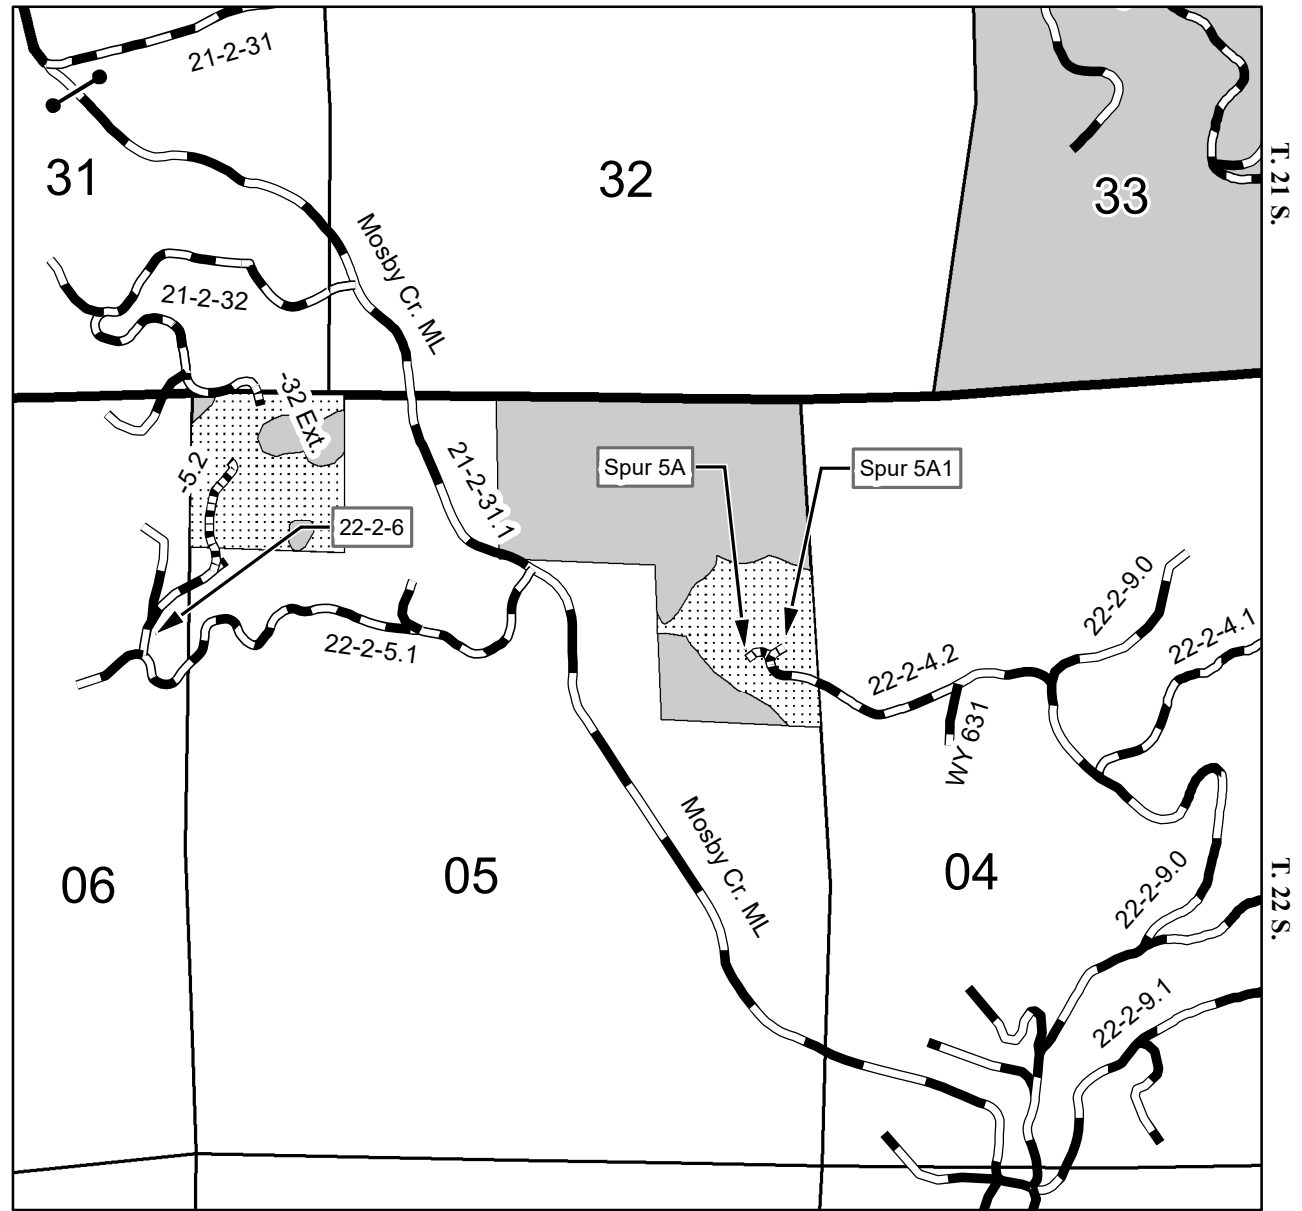 21-2-31
31
32
33
T. 21 S.
Mosby Cr. ML
21-2-32
-32 Ext.
-5.2
21-2-31.1
Spur 5A
Spur 5A1
22-2-6
22-2-5.1
22-2-9.0
22-2-4.1
22-2-4.2
WY 631
Mosby Cr. ML
06
05
04
22-2-9.0
T. 22 S.
22-2-9.1